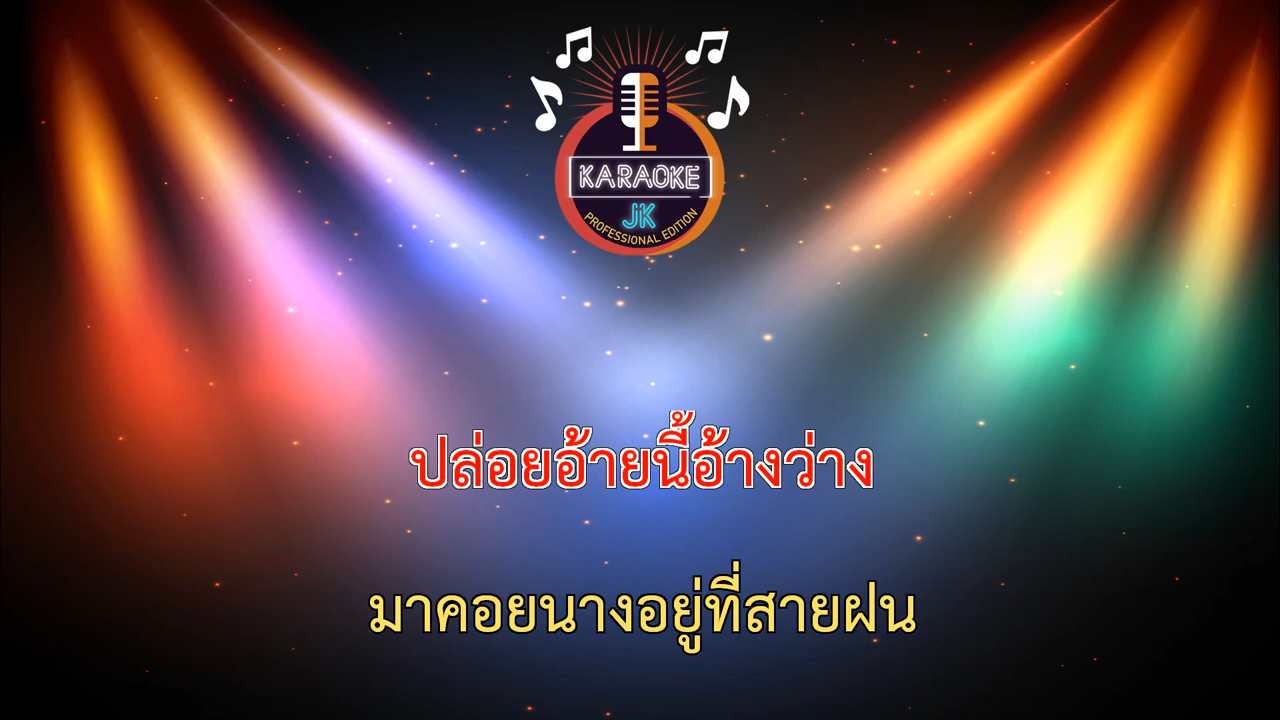 KARAOKE
JK
PROFESSIONAL EDITION
ปล่อยอ้ายนี้อ้างว่าง
มาคอยนางอยู่ที่สายฝน